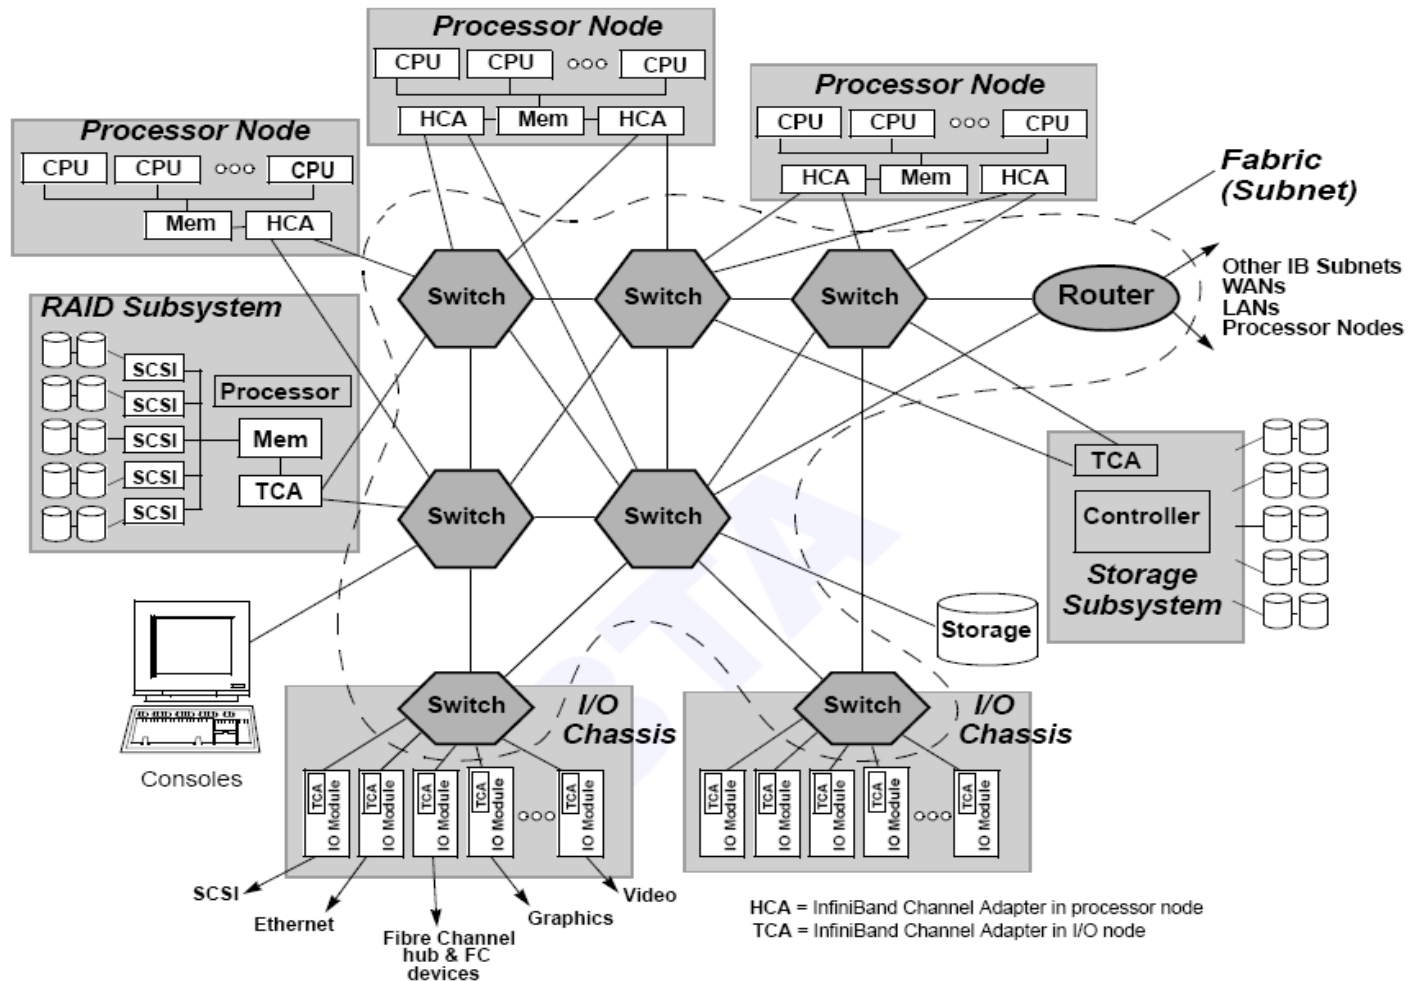 Processor Node
CPU CPU CPU
HCA Mem HCA
Processor Node
CPU CPU CPU
HCA Mem HCA
Processor Node
CPU CPU CPU
Mem HCA
Fabric
(Subnet)
Switch Switch Switch Router
Other IB Subnets
WANs
LANs
Processor Nodes
RAID Subsystem
SCSI
SCSI
SCSI
SCSI
SCSI
Processor
Mem
TCA
Switch Switch
TCA
Controller
Storage
Subsystem
Storage
Consoles
Switch
I/O
Chassis
TCA
IO Module
TCA
IO Module
TCA
IO Module
TCA
IO Module
TCA
IO Module
SCSI
Ethernet
Fibre Channel
hub & FC
devices
Graphics
Video
Switch
I/O
Chassis
TCA
IO Module
TCA
IO Module
TCA
IO Module
TCA
IO Module
TCA
IO Module
HCA = InfiniBand Channel Adapter in processor node
TCA = InfiniBand Channel Adapter in I/O node